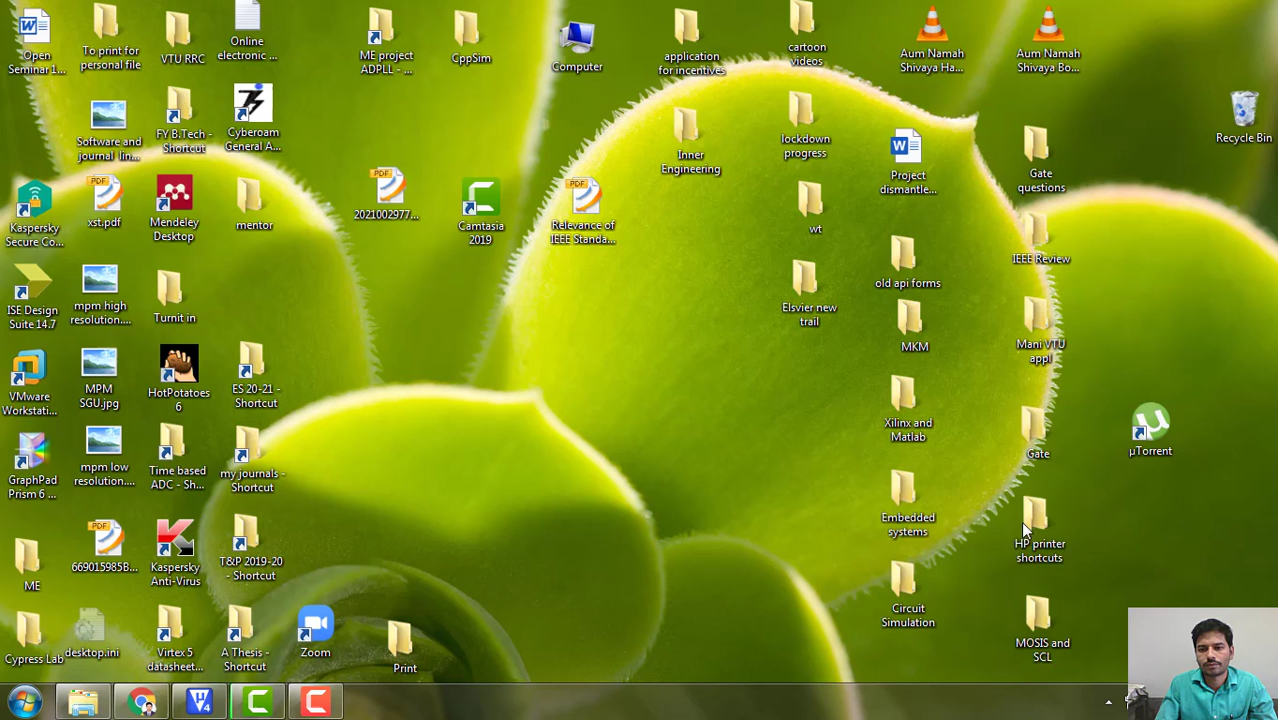 Open
Seminar 1...
To print for
personal file
VTU RRC
Online
electronic ...
ME project
ADPLL - ...
CppSim
Computer
application
for incentives
cartoon
videos
Aum Namah
Shivaya Ha...
Aum Namah
Shivaya Bo...
Recycle Bin
Software and
journal lin...
FY B.Tech -
Shortcut
Cyberoam
General A...
Inner
Engineering
lockdown
progress
Project
dismantle...
Gate
questions
Kaspersky
Secure Co...
PDF
xst.pdf
Mendeley
Desktop
mentor
PDF
2021002977...
Camtasia
2019
PDF
Relevance of
IEEE Standa...
wt
old api forms
IEEE Review
ISE Design
Suite 14.7
mpm high
resolution....
Turnit in
Elsvier new
trail
MKM
Mani VTU
appl
VMware
Workstati...
MPM
SGU.jpg
HotPotatoes
6
ES 20-21 -
Shortcut
Xilinx and
Matlab
Gate
µTorrent
GraphPad
Prism 6 ...
mpm low
resolution....
Time based
ADC - Sh...
my journals -
Shortcut
Embedded
systems
HP printer
shortcuts
ME
PDF
669015985B...
Kaspersky
Anti-Virus
T&P 2019-20
- Shortcut
Circuit
Simulation
MOSIS and
SCL
Cypress Lab
desktop.ini
Virtex 5
datasheet...
A Thesis -
Shortcut
Zoom
Print